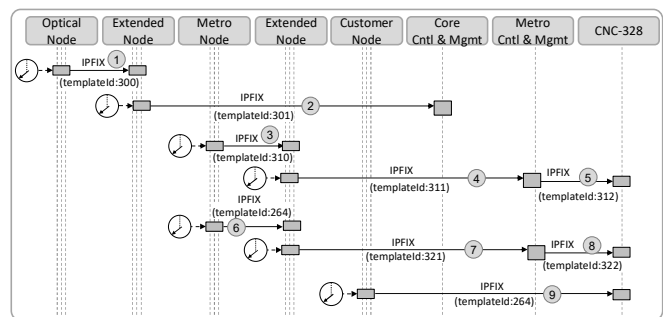 Optical Node
Extended Node
Metro Node
Extended Node
Customer Node
Core Cntl & Mgmt
Metro Cntl & Mgmt
CNC-328
IPFIX 1
(templateId:300)
IPFIX 2
(templateId:301)
IPFIX 3
(templateId:310)
IPFIX 4
(templateId:311)
IPFIX 5
(templateId:312)
IPFIX
(templateId:264)
6
IPFIX 7
(templateId:321)
IPFIX 8
(templateId:322)
IPFIX 9
(templateId:264)